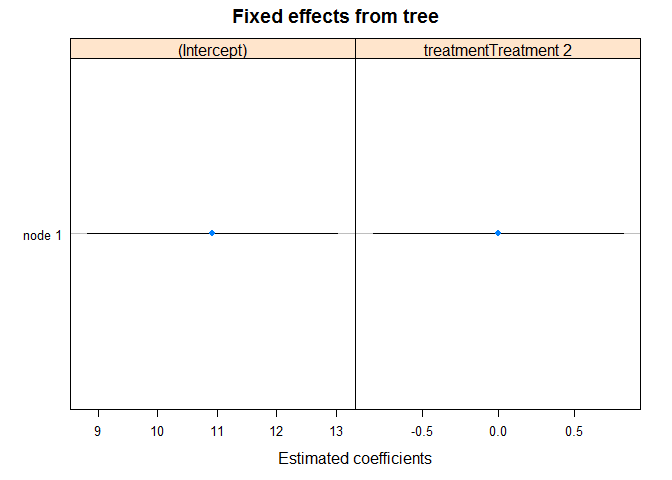 Fixed effects from tree
(Intercept) treatmentTreatment 2
node 1
9 10 11 12 13 -0.5 0.0 0.5
Estimated coefficients